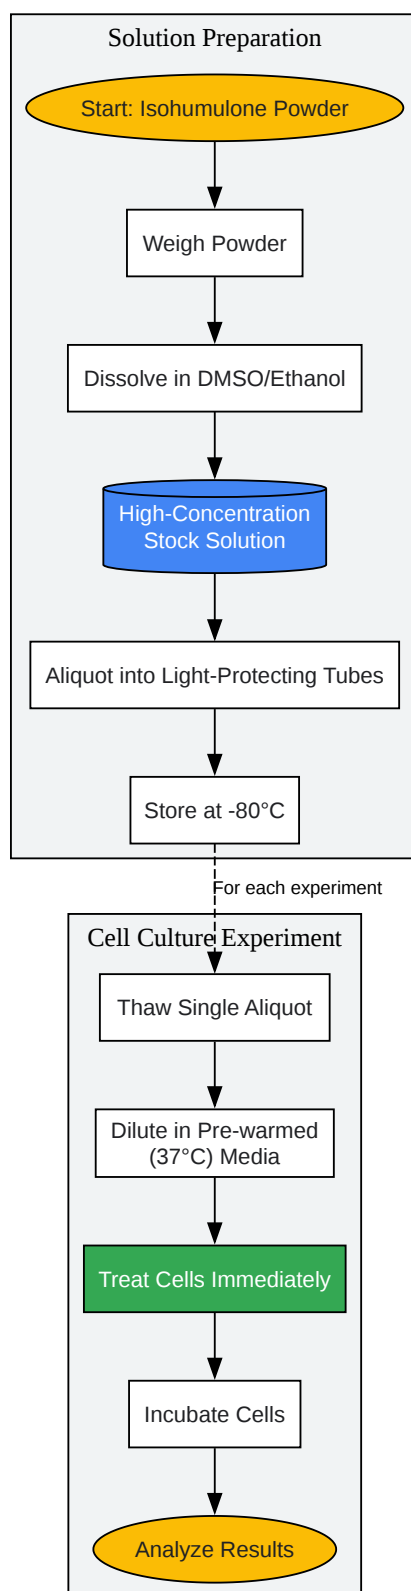 Solution Preparation
Start: Isohumulone Powder
Weigh Powder
Dissolve in DMSO/Ethanol
High-Concentration
Stock Solution
Aliquot into Light-Protecting Tubes
Store at -80°C
For each experiment
Cell Culture Experiment
Thaw Single Aliquot
Dilute in Pre-warmed
(37°C) Media
Treat Cells Immediately
Incubate Cells
Analyze Results